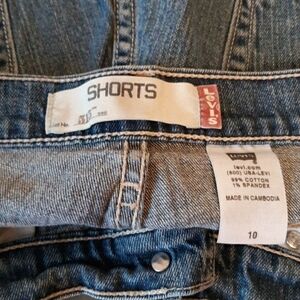 SHORTS
LEVI'S
levi.com
(800) USA-LEVI
99% COTTON
1% SPANDEX
MADE IN CAMBODIA
10